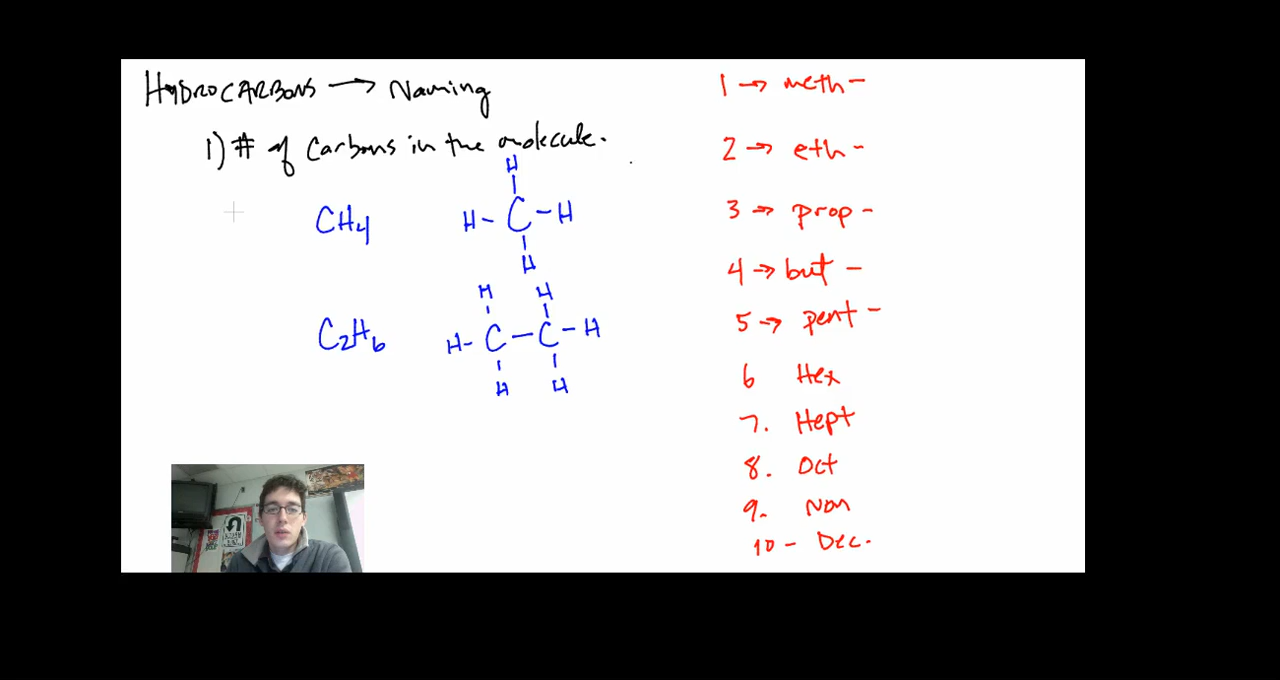 HYDROCARBONS → Naming
1) # of Carbons in the molecule.
CH4
H
H - C - H
H
C2H6
H H
H - C - C - H
H H
1 → meth -
2 → eth -
3 → prop -
4 → but -
5 → pent -
6 Hex
7. Hept
8. Oct
9. Non
10 - Dec.